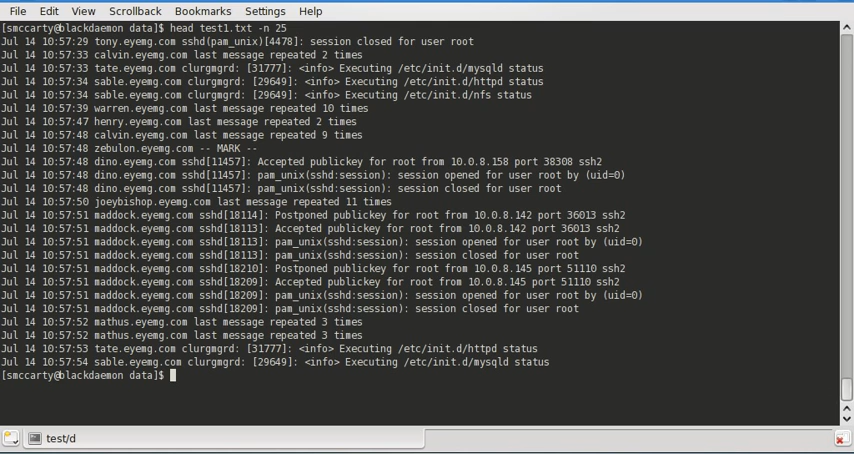 File Edit View Scrollback Bookmarks Settings Help
[smccarty@blackdaemon data]$ head test1.txt -n 25
Jul 14 10:57:29 tony.eyemg.com sshd(pam_unix)[4478]: session closed for user root
Jul 14 10:57:33 calvin.eyemg.com last message repeated 2 times
Jul 14 10:57:33 tate.eyemg.com clurgmgrd: [31777]: <info> Executing /etc/init.d/mysqld status
Jul 14 10:57:34 sable.eyemg.com clurgmgrd: [29649]: <info> Executing /etc/init.d/httpd status
Jul 14 10:57:34 sable.eyemg.com clurgmgrd: [29649]: <info> Executing /etc/init.d/nfs status
Jul 14 10:57:39 warren.eyemg.com last message repeated 10 times
Jul 14 10:57:47 henry.eyemg.com last message repeated 2 times
Jul 14 10:57:48 calvin.eyemg.com last message repeated 9 times
Jul 14 10:57:48 zebulon.eyemg.com -- MARK --
Jul 14 10:57:48 dino.eyemg.com sshd[11457]: Accepted publickey for root from 10.0.8.158 port 38308 ssh2
Jul 14 10:57:48 dino.eyemg.com sshd[11457]: pam_unix(sshd:session): session opened for user root by (uid=0)
Jul 14 10:57:48 dino.eyemg.com sshd[11457]: pam_unix(sshd:session): session closed for user root
Jul 14 10:57:50 joeybishop.eyemg.com last message repeated 11 times
Jul 14 10:57:51 maddock.eyemg.com sshd[18114]: Postponed publickey for root from 10.0.8.142 port 36013 ssh2
Jul 14 10:57:51 maddock.eyemg.com sshd[18113]: Accepted publickey for root from 10.0.8.142 port 36013 ssh2
Jul 14 10:57:51 maddock.eyemg.com sshd[18113]: pam_unix(sshd:session): session opened for user root by (uid=0)
Jul 14 10:57:51 maddock.eyemg.com sshd[18113]: pam_unix(sshd:session): session closed for user root
Jul 14 10:57:51 maddock.eyemg.com sshd[18210]: Postponed publickey for root from 10.0.8.145 port 51110 ssh2
Jul 14 10:57:51 maddock.eyemg.com sshd[18209]: Accepted publickey for root from 10.0.8.145 port 51110 ssh2
Jul 14 10:57:51 maddock.eyemg.com sshd[18209]: pam_unix(sshd:session): session opened for user root by (uid=0)
Jul 14 10:57:51 maddock.eyemg.com sshd[18209]: pam_unix(sshd:session): session closed for user root
Jul 14 10:57:52 mathus.eyemg.com last message repeated 3 times
Jul 14 10:57:52 mathus.eyemg.com last message repeated 3 times
Jul 14 10:57:53 tate.eyemg.com clurgmgrd: [31777]: <info> Executing /etc/init.d/httpd status
Jul 14 10:57:54 sable.eyemg.com clurgmgrd: [29649]: <info> Executing /etc/init.d/mysqld status
[smccarty@blackdaemon data]$
test/d